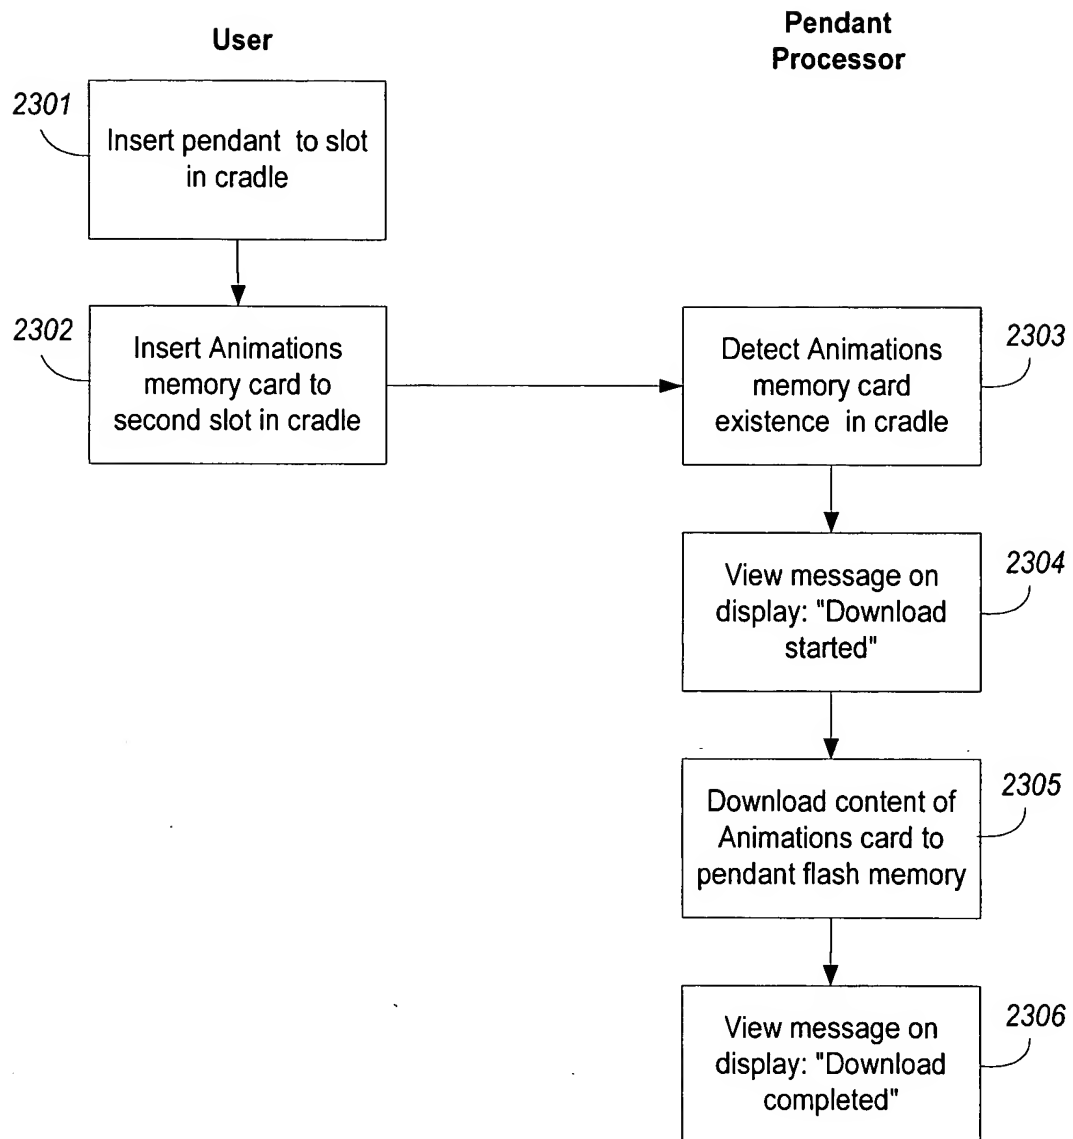 User
Pendant
Processor
2301
Insert pendant to slot
in cradle
2302
Insert Animations
memory card to
second slot in cradle
2303
Detect Animations
memory card
existence in cradle
2304
View message on
display: "Download
started"
2305
Download content of
Animations card to
pendant flash memory
2306
View message on
display: "Download
completed"